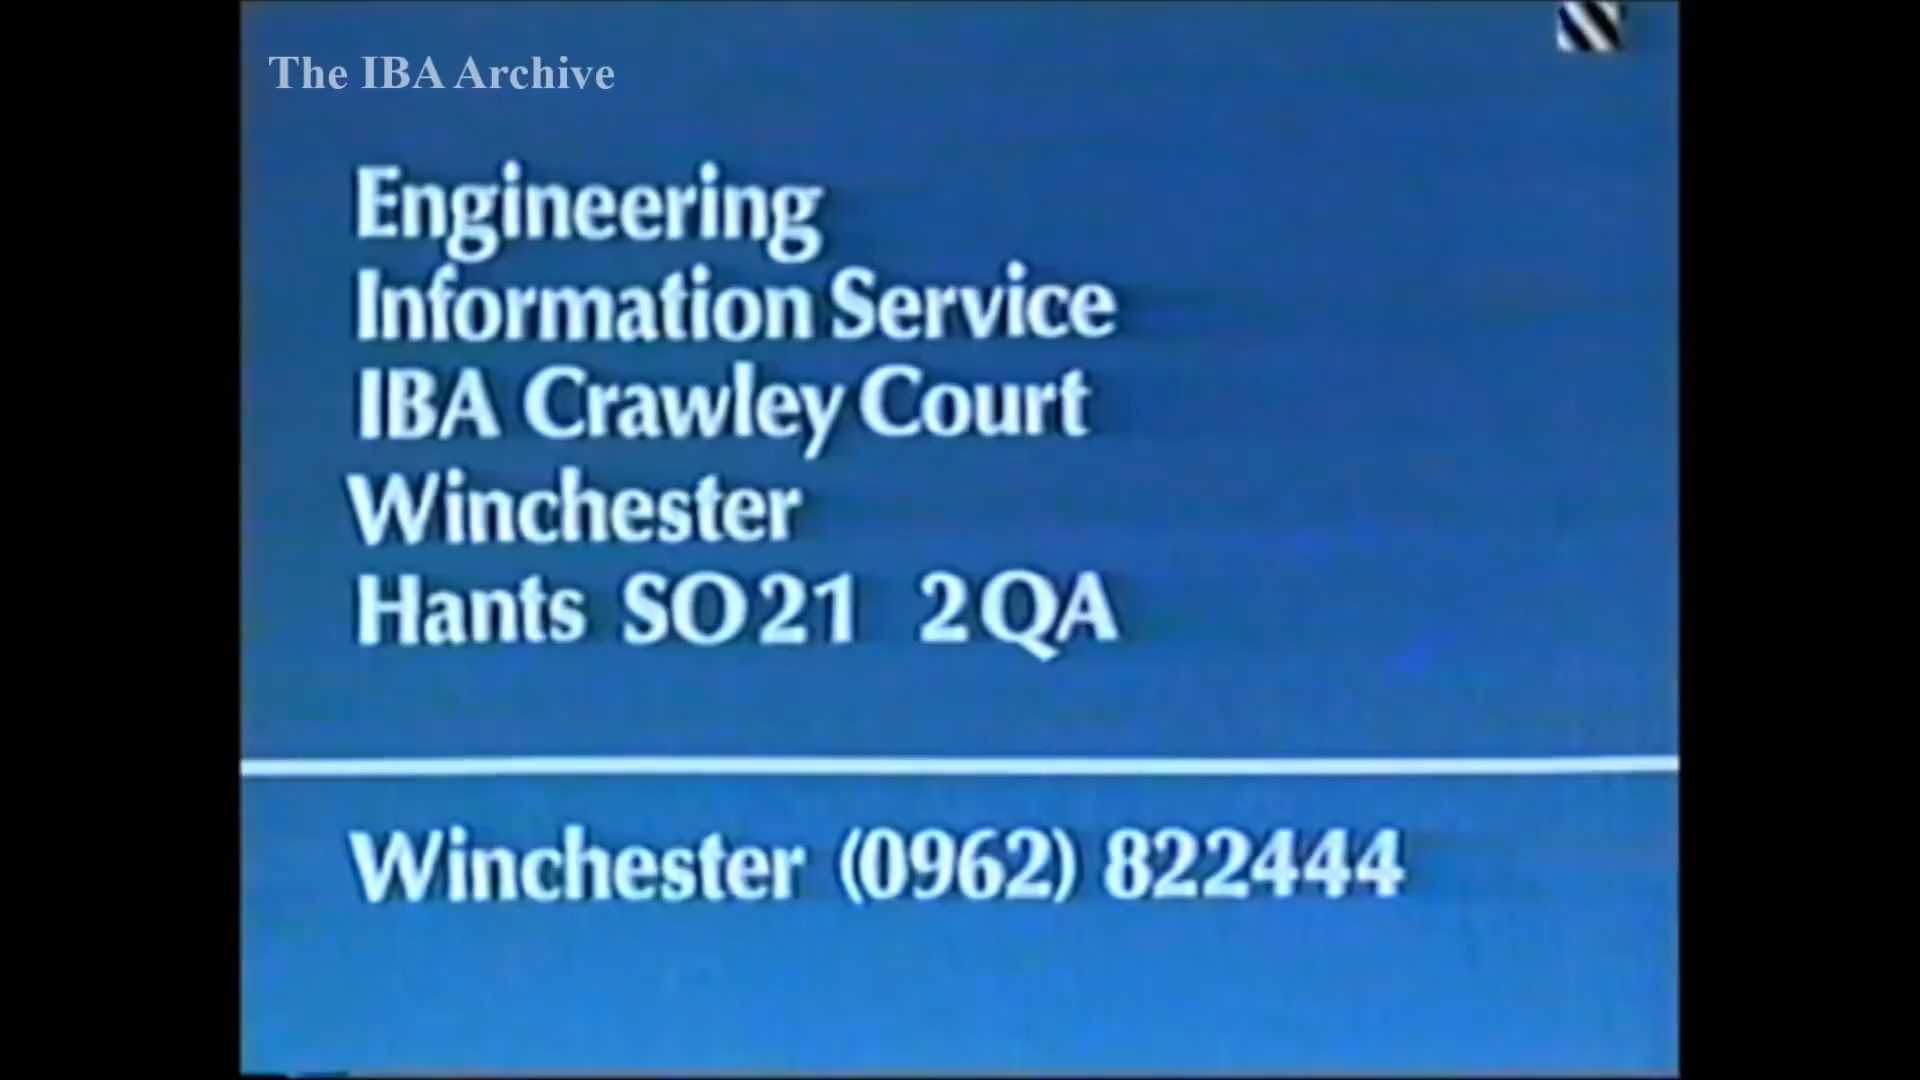 The IBA Archive
Engineering
Information Service
IBA Crawley Court
Winchester
Hants SO21 2QA
Winchester (0962) 822444